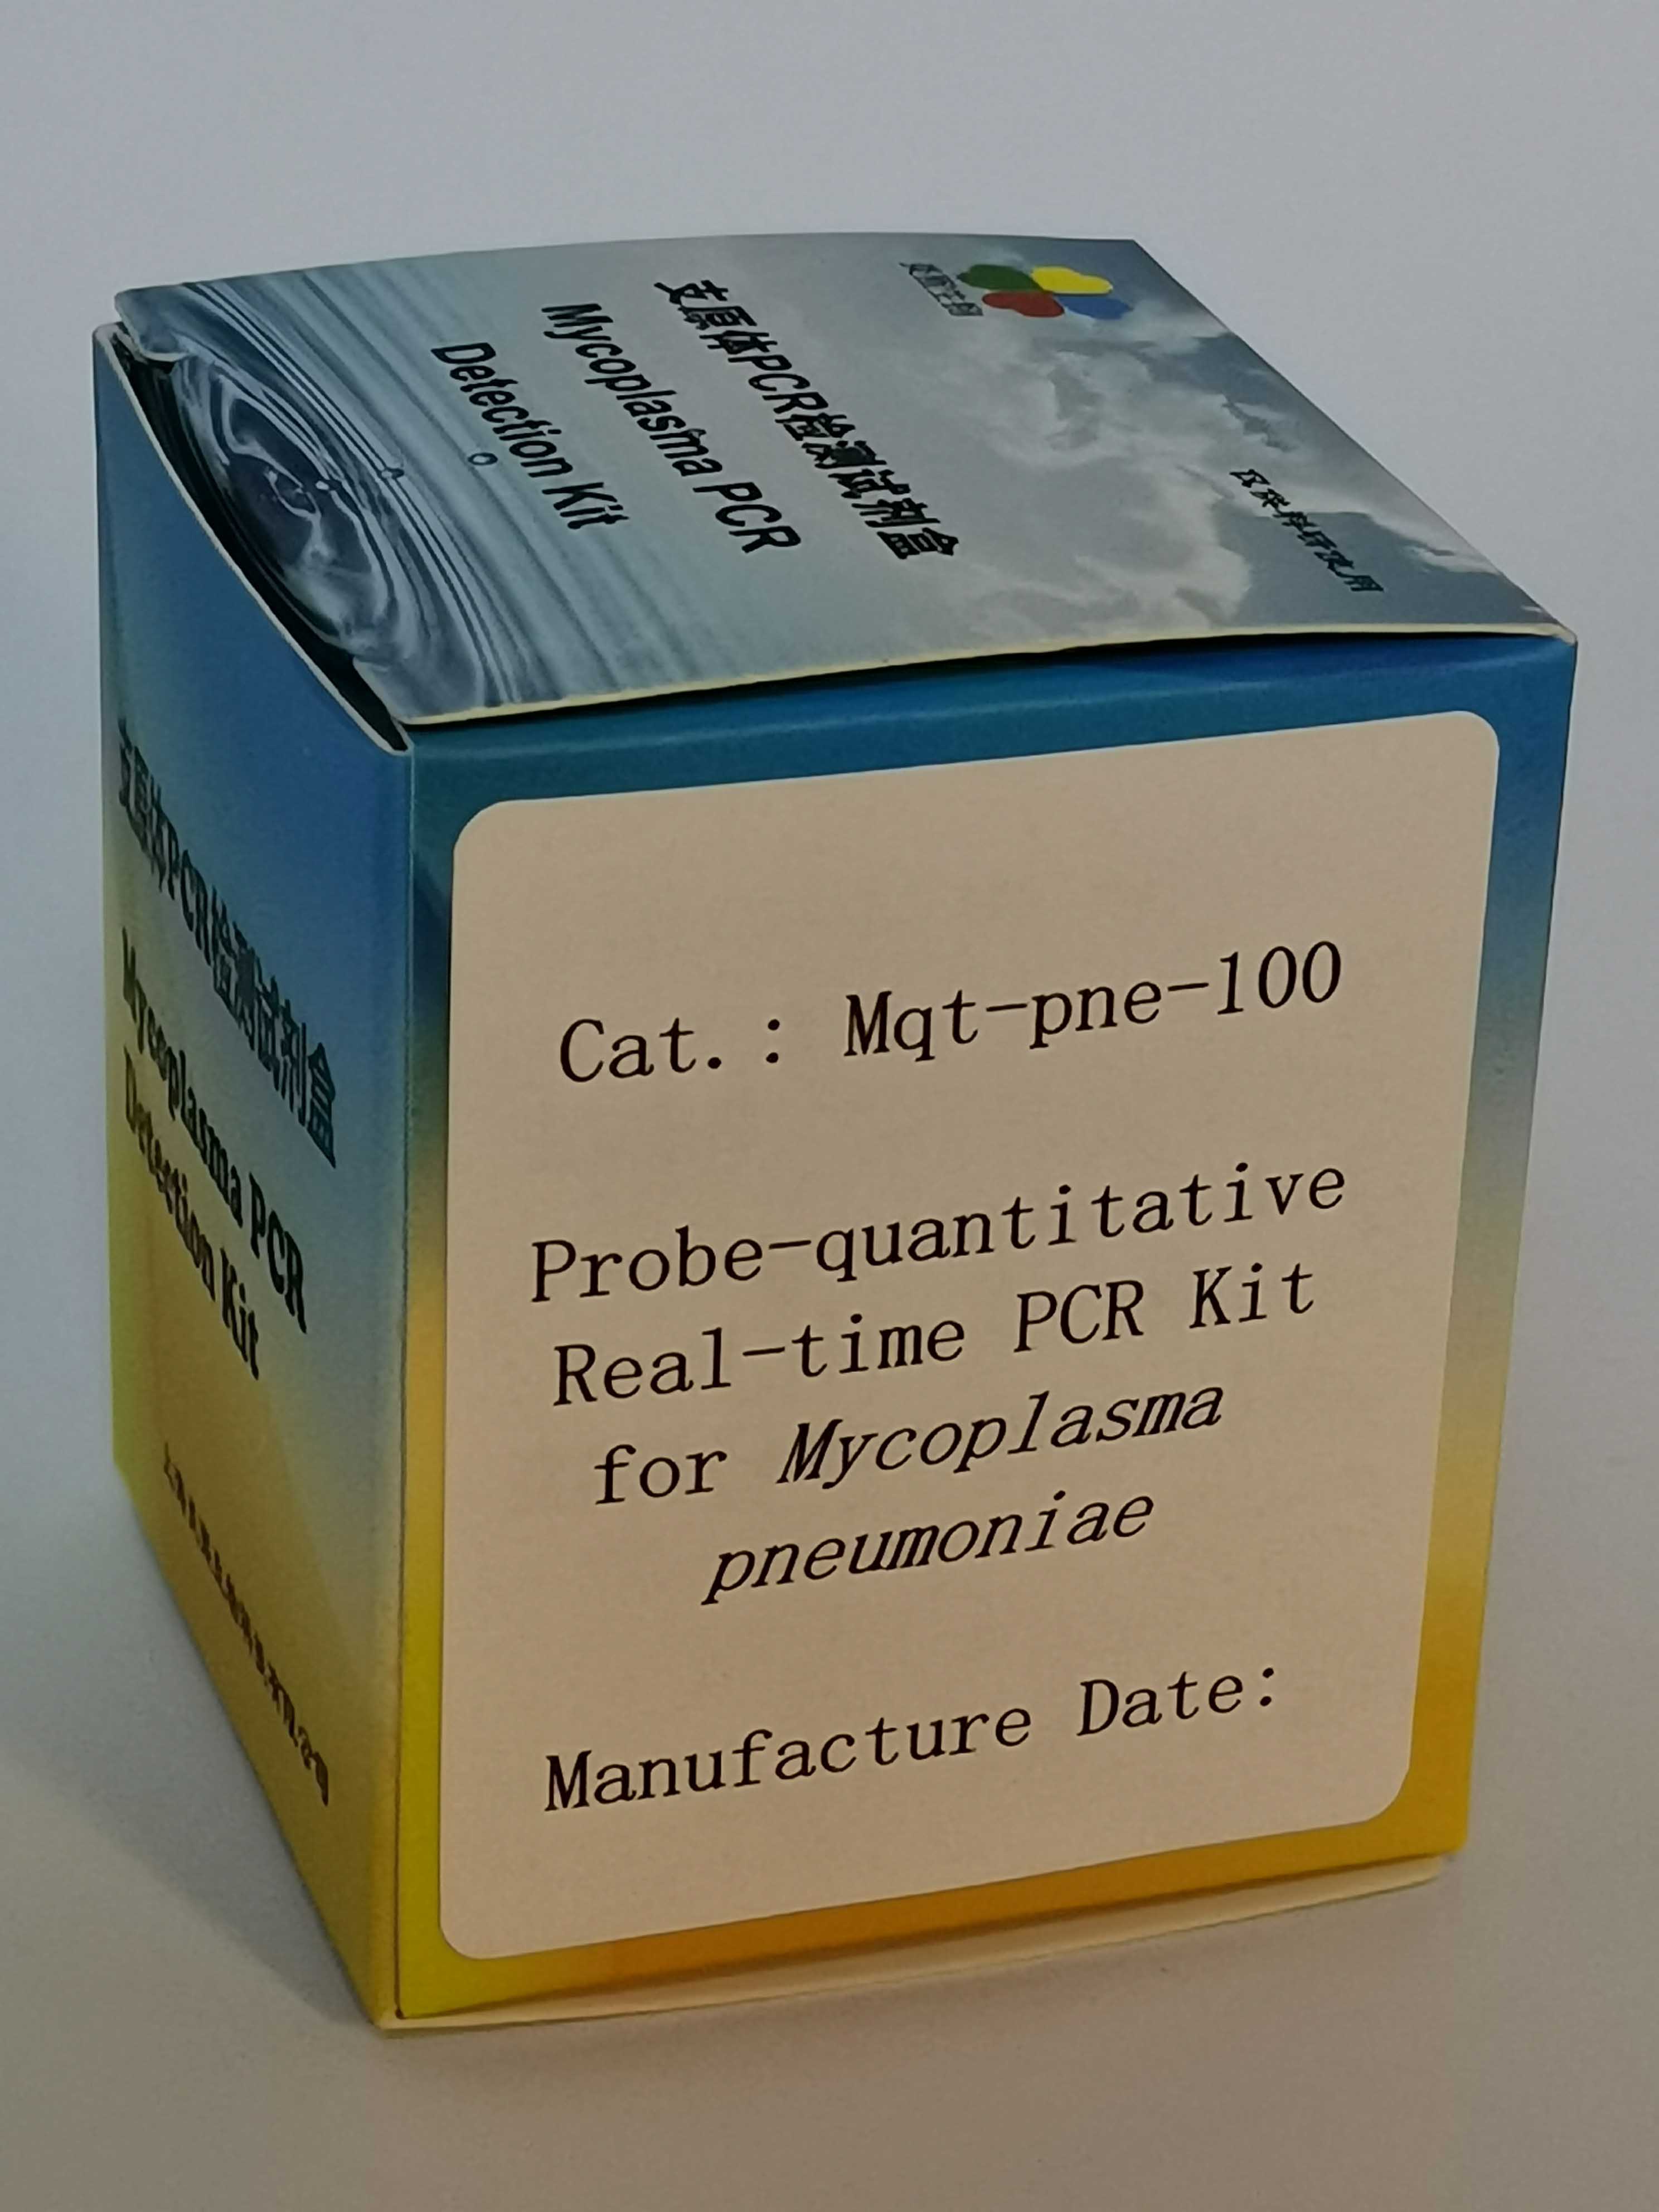 支原体PCR检测试剂盒
Mycoplasma PCR
Detection Kit
仅供科研使用
支原体PCR检测试剂盒
Mycoplasma PCR
Detection Kit
Cat.: Mqt-pne-100
Probe-quantitative
Real-time PCR Kit
for Mycoplasma
pneumoniae
Manufacture Date: